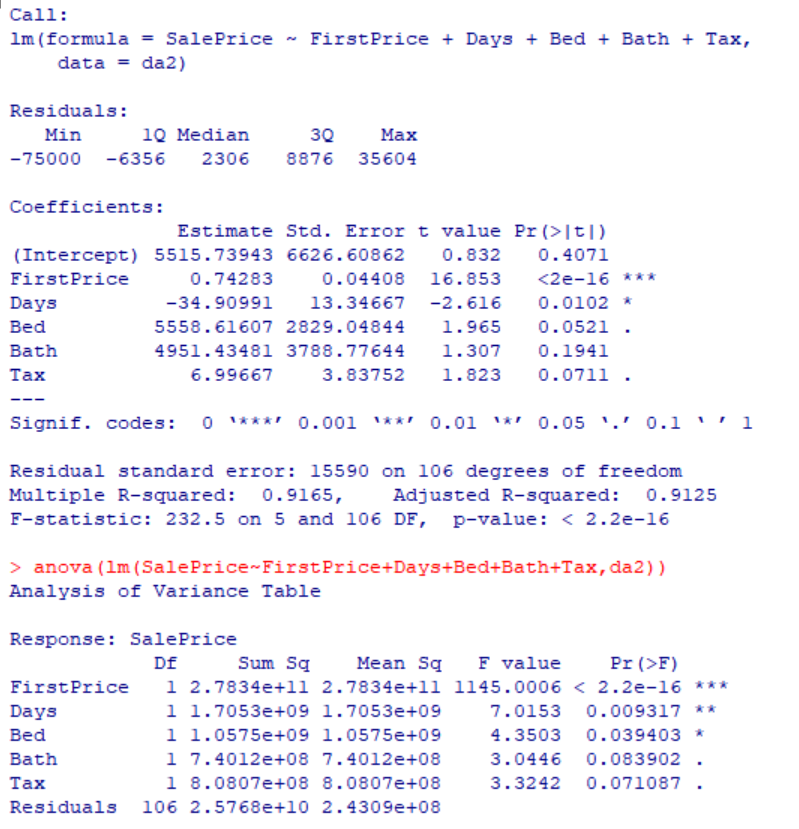 Call:
lm(formula = SalePrice ~ FirstPrice + Days + Bed + Bath + Tax,
    data = da2)
Residuals:
   Min     1Q Median     3Q    Max
-75000  -6356   2306   8876  35604
Coefficients:
              Estimate Std. Error t value Pr(>|t|)
(Intercept) 5515.73943 6626.60862   0.832   0.4071
FirstPrice     0.74283    0.04408  16.853   <2e-16 ***
Days         -34.90991   13.34667  -2.616   0.0102 *
Bed         5558.61607 2829.04844   1.965   0.0521 .
Bath        4951.43481 3788.77644   1.307   0.1941
Tax            6.99667    3.83752   1.823   0.0711 .
---
Signif. codes:  0 ‘***’ 0.001 ‘**’ 0.01 ‘*’ 0.05 ‘.’ 0.1 ‘ ’ 1
Residual standard error: 15590 on 106 degrees of freedom
Multiple R-squared:  0.9165,    Adjusted R-squared:  0.9125
F-statistic: 232.5 on 5 and 106 DF,  p-value: < 2.2e-16
> anova(lm(SalePrice~FirstPrice+Days+Bed+Bath+Tax,da2))
Analysis of Variance Table
Response: SalePrice
            Df     Sum Sq    Mean Sq   F value    Pr(>F)
FirstPrice   1 2.7834e+11 2.7834e+11 1145.0006 < 2.2e-16 ***
Days         1 1.7053e+09 1.7053e+09    7.0153  0.009317 **
Bed          1 1.0575e+09 1.0575e+09    4.3503  0.039403 *
Bath         1 7.4012e+08 7.4012e+08    3.0446  0.083902 .
Tax          1 8.0807e+08 8.0807e+08    3.3242  0.071087 .
Residuals  106 2.5768e+10 2.4309e+08